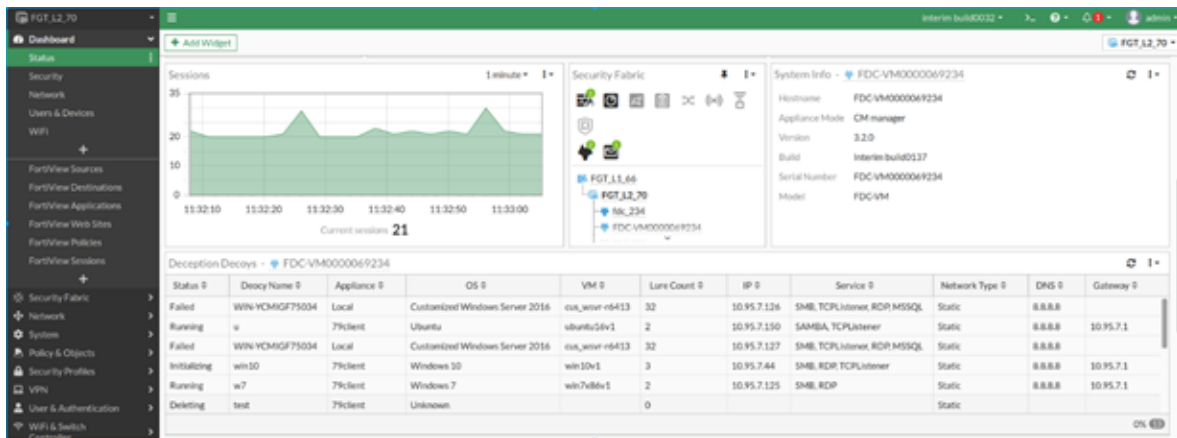 FGT_L2_70
interim build0032
admin
Dashboard
Add Widget
FGT_L2_70
Status
Security
Network
Users & Devices
WiFi
FortiView Sources
FortiView Destinations
FortiView Applications
FortiView Web Sites
FortiView Policies
FortiView Sessions
Security Fabric
Network
System
Policy & Objects
Security Profiles
VPN
User & Authentication
WiFi & Switch
Controller
Sessions 1 minute
35
20
10
0
11:32:10 11:32:20 11:32:30 11:32:40 11:32:50 11:33:00
Current sessions 21
Security Fabric
FGT_L1_66
FGT_L2_70
fdc_234
FDC-VM0000069234
System Info - FDC-VM0000069234
Hostname FDC-VM0000069234
Appliance Mode CM manager
Version 3.2.0
Build Interim build0137
Serial Number FDC-VM0000069234
Model FDC-VM
Deception Decoys - FDC-VM0000069234
Status Deocy Name Appliance OS VM Lure Count IP Service Network Type DNS Gateway
Failed WIN-YCMIGF75034 Local Customized Windows Server 2016 cus_wsvr-n6413 32 10.95.7.126 SMB, TCPListener, RDP, MSSQL Static 8.8.8.8
Running u 79client Ubuntu ubuntu16v1 2 10.95.7.150 SAMBA, TCPListener Static 8.8.8.8 10.95.7.1
Failed WIN-YCMIGF75034 Local Customized Windows Server 2016 cus_wsvr-n6413 32 10.95.7.127 SMB, TCPListener, RDP, MSSQL Static 8.8.8.8
Initializing win10 79client Windows 10 win10v1 3 10.95.7.44 SMB, RDP, TCPListener Static 8.8.8.8 10.95.7.1
Running w7 79client Windows 7 win7x86v1 2 10.95.7.125 SMB, RDP Static 8.8.8.8 10.95.7.1
Deleting test 79client Unknown 0 Static
0%